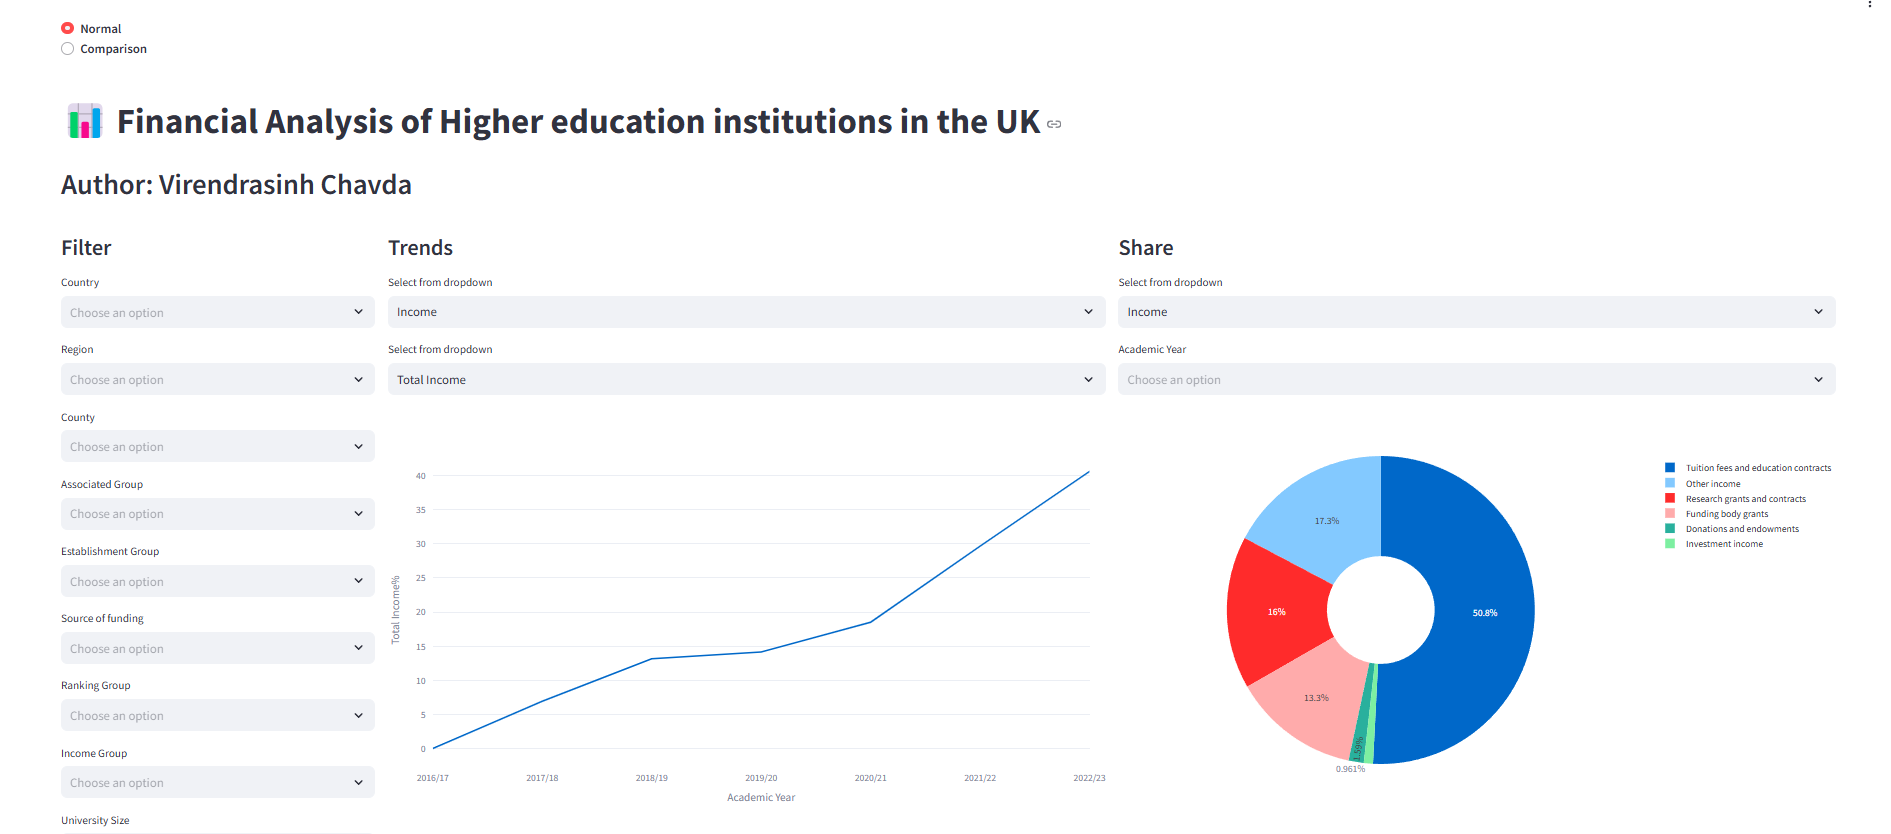 Normal
Comparison
Financial Analysis of Higher education institutions in the UK
Author: Virendrasinh Chavda
Filter
Country
Choose an option
Region
Choose an option
County
Choose an option
Associated Group
Choose an option
Establishment Group
Choose an option
Source of funding
Choose an option
Ranking Group
Choose an option
Income Group
Choose an option
University Size
Trends
Select from dropdown
Income
Select from dropdown
Total Income
40
35
30
25
20
15
10
5
0
Total Income%
2016/17 2017/18 2018/19 2019/20 2020/21 2021/22 2022/23
Academic Year
Share
Select from dropdown
Income
Academic Year
Choose an option
17.3%
16%
50.8%
13.3%
1.59%
0.961%
Tuition fees and education contracts
Other income
Research grants and contracts
Funding body grants
Donations and endowments
Investment income